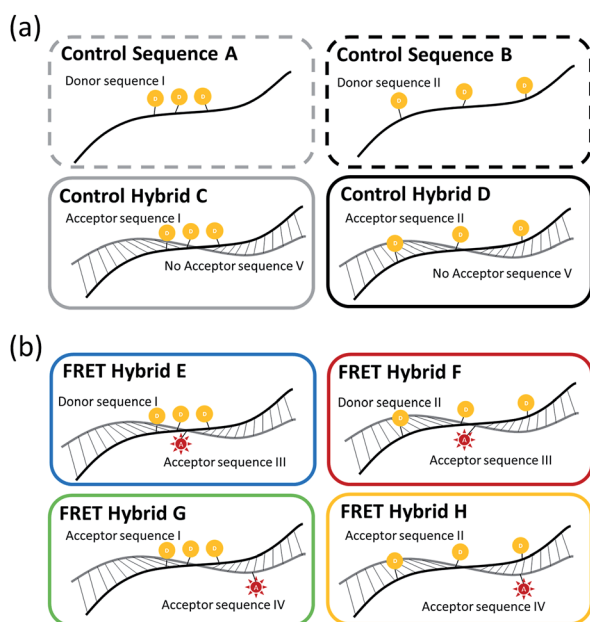 (a)
Control Sequence A
Donor sequence I
D D D
Control Sequence B
Donor sequence II
D D D
Control Hybrid C
Acceptor sequence I
D D D
No Acceptor sequence V
Control Hybrid D
Acceptor sequence II
D D D
No Acceptor sequence V
(b)
FRET Hybrid E
Donor sequence I
D D D
A
Acceptor sequence III
FRET Hybrid F
Donor sequence II
D D D
A
Acceptor sequence III
FRET Hybrid G
Acceptor sequence I
D D D
A
Acceptor sequence IV
FRET Hybrid H
Acceptor sequence II
D D D
A
Acceptor sequence IV